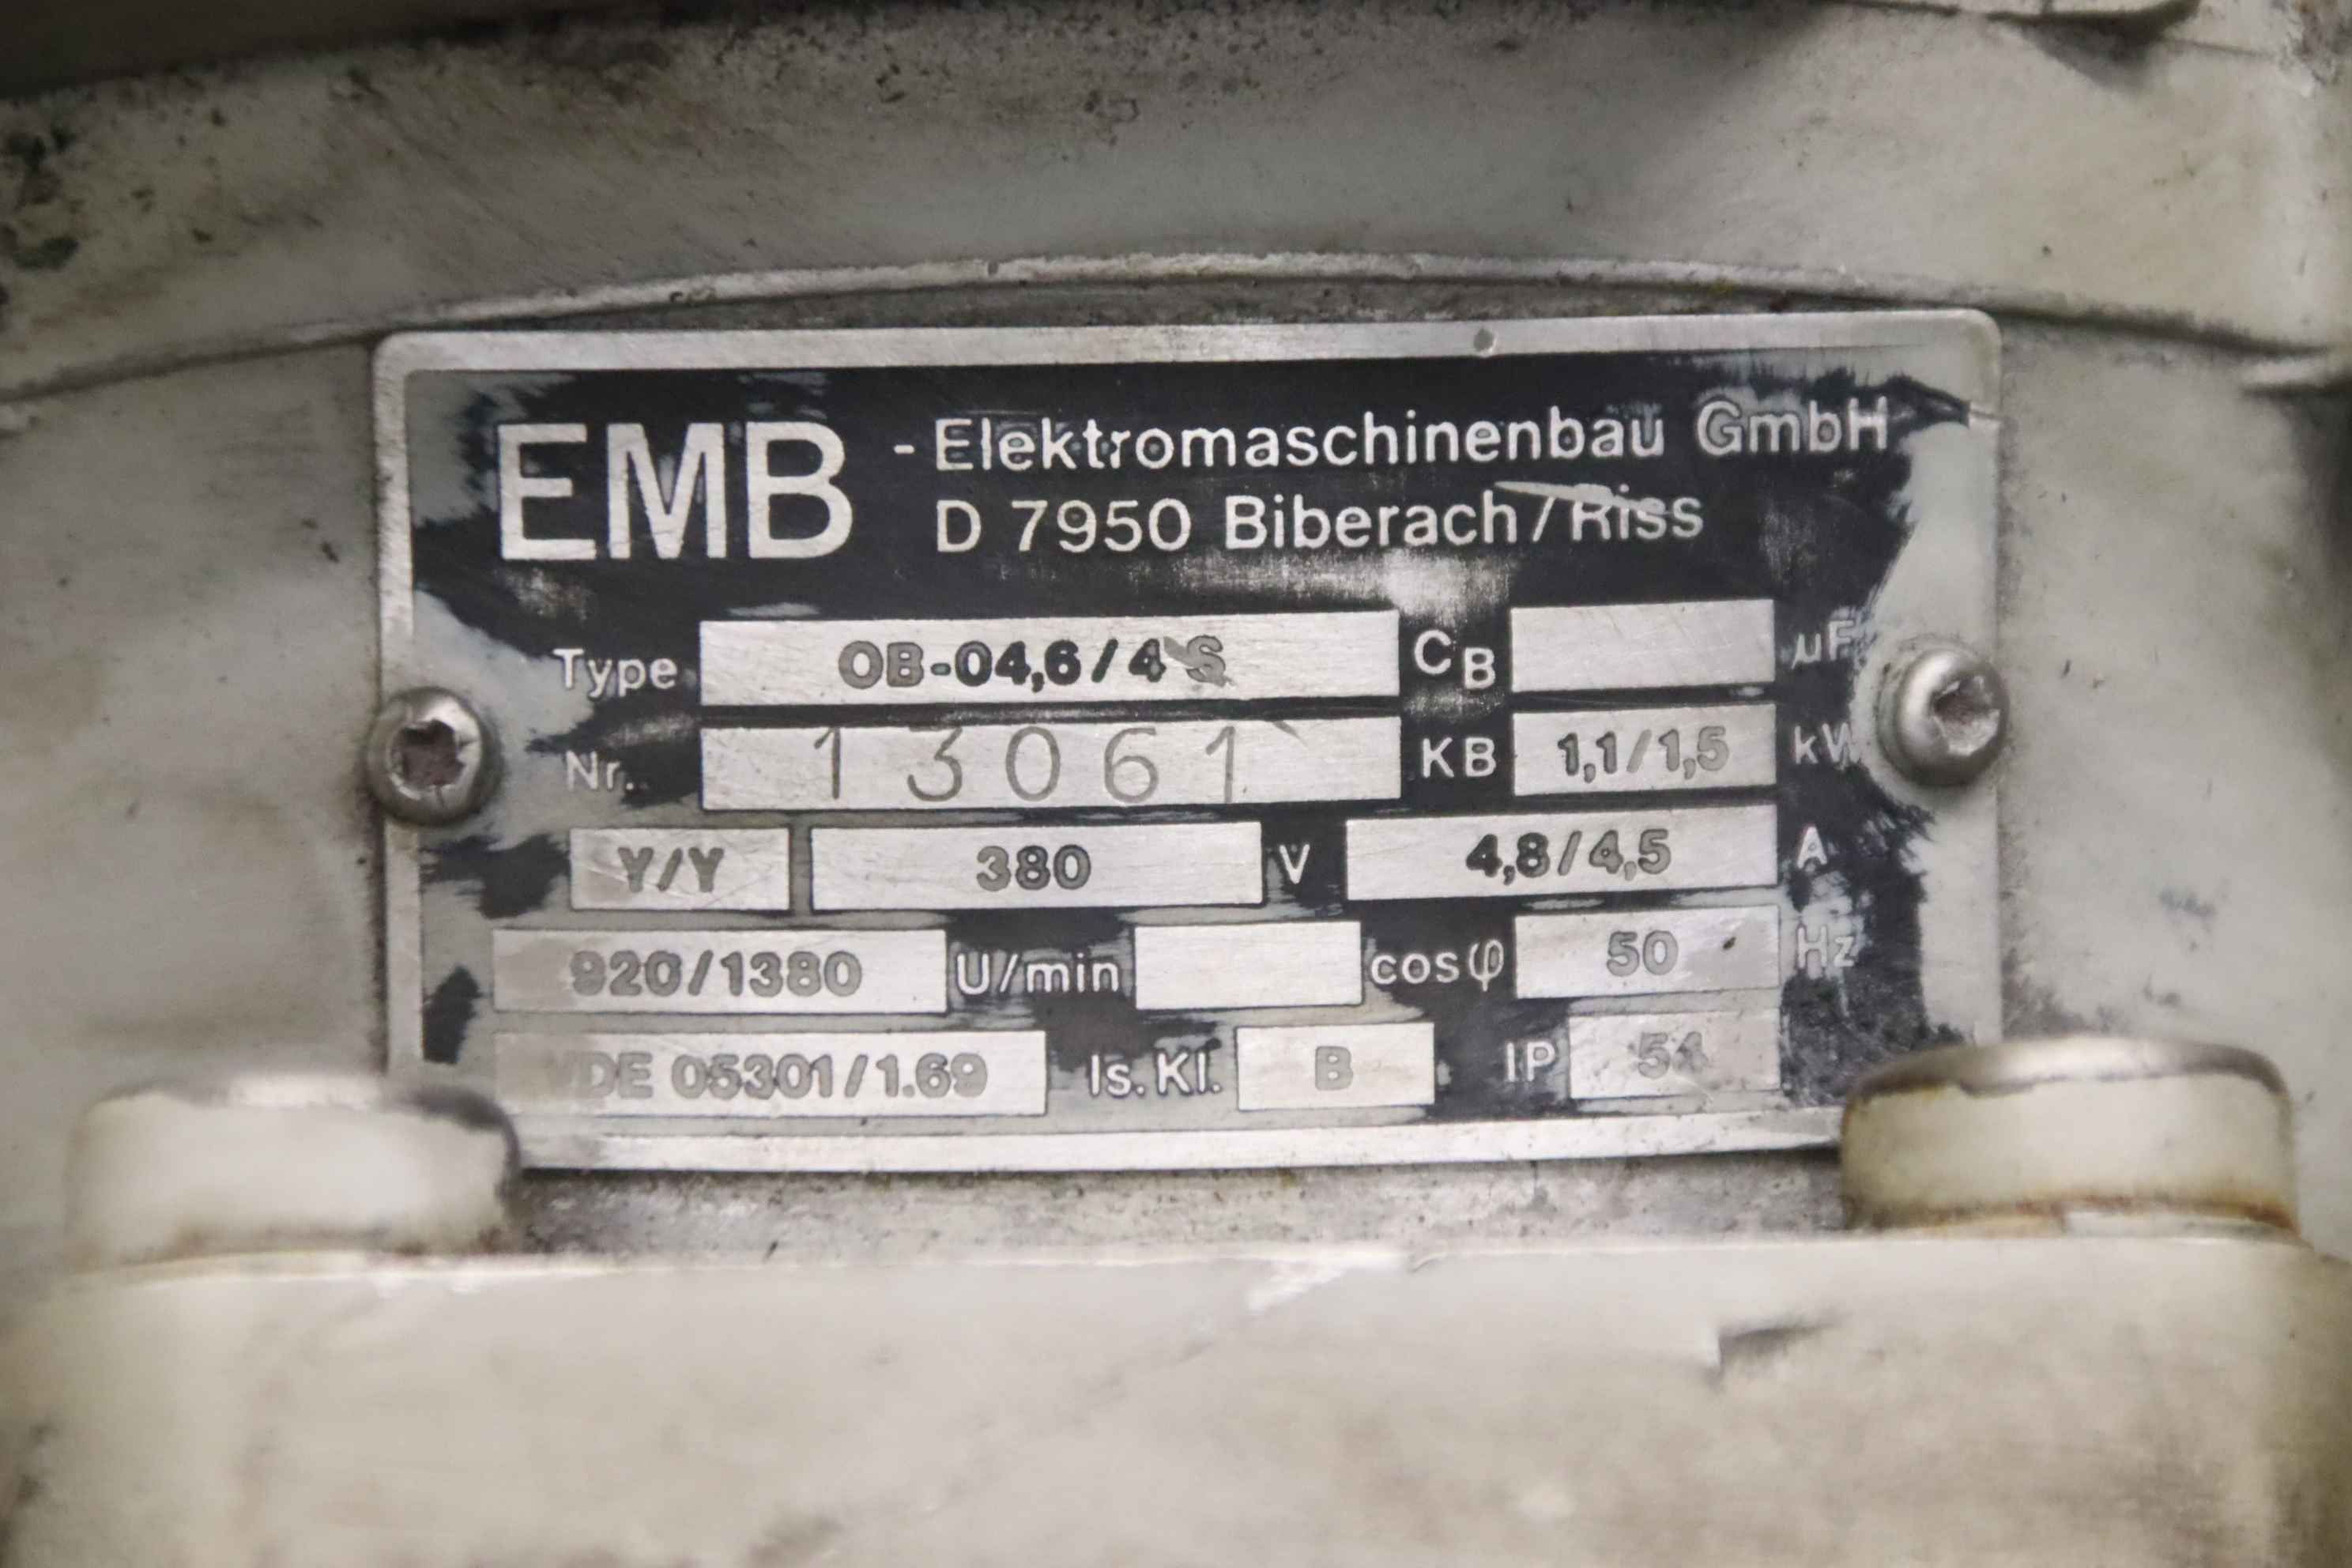 EMB - Elektromaschinenbau GmbH
D 7950 Biberach/Riss
Type OB-04,6/4 S CB µF
Nr. 13061 KB 1,1/1,5 kW
Y/Y 380 V 4,8/4,5 A
920/1380 U/min cosφ 50 Hz
VDE 05301/1.69 Is.Kl. B IP 54